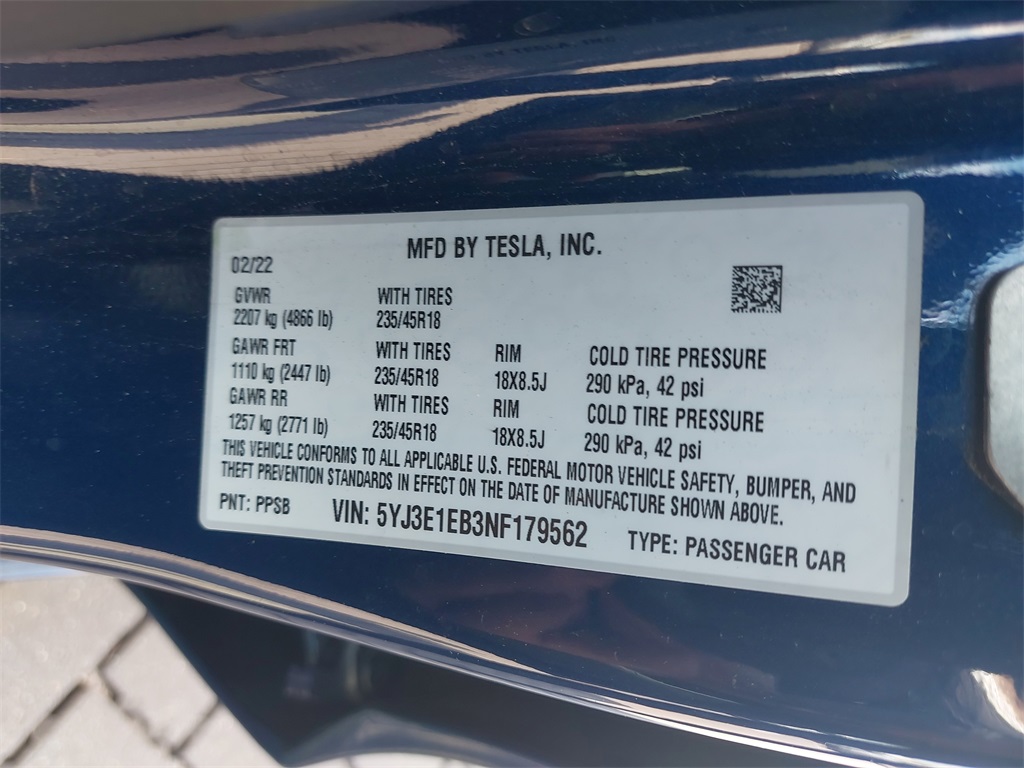 MFD BY TESLA, INC.
02/22
GVWR WITH TIRES
2207 kg (4866 lb) 235/45R18
GAWR FRT WITH TIRES RIM COLD TIRE PRESSURE
1110 kg (2447 lb) 235/45R18 18X8.5J 290 kPa, 42 psi
GAWR RR WITH TIRES RIM COLD TIRE PRESSURE
1257 kg (2771 lb) 235/45R18 18X8.5J 290 kPa, 42 psi
THIS VEHICLE CONFORMS TO ALL APPLICABLE U.S. FEDERAL MOTOR VEHICLE SAFETY, BUMPER, AND
THEFT PREVENTION STANDARDS IN EFFECT ON THE DATE OF MANUFACTURE SHOWN ABOVE.
PNT: PPSB VIN: 5YJ3E1EB3NF179562 TYPE: PASSENGER CAR